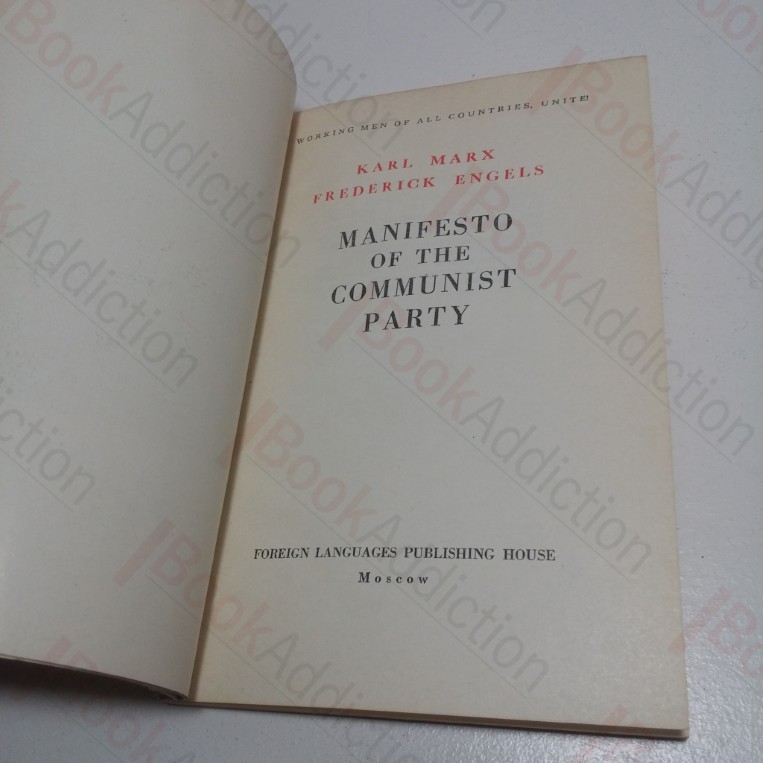 WORKING MEN OF ALL COUNTRIES, UNITE!
KARL MARX
FREDERICK ENGELS
MANIFESTO
OF THE
COMMUNIST
PARTY
FOREIGN LANGUAGES PUBLISHING HOUSE
Moscow
BookAddiction